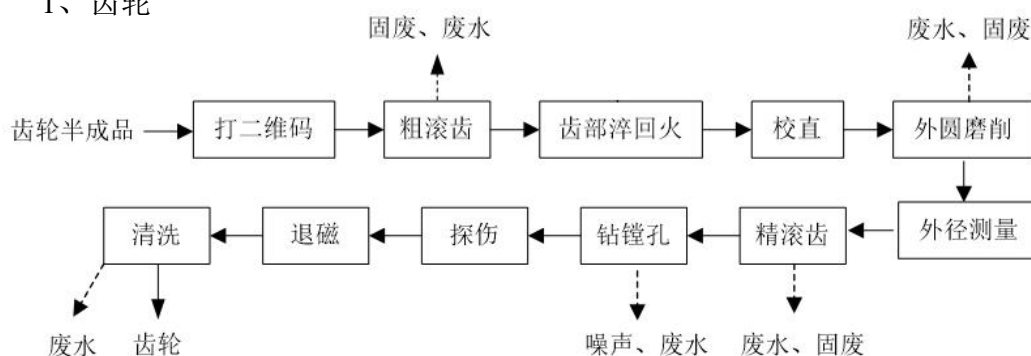 1、齿轮
固废、废水
废水、固废
齿轮半成品 打二维码 粗滚齿 齿部淬回火 校直 外圆磨削
清洗 退磁 探伤 钻镗孔 精滚齿 外径测量
废水 齿轮 噪声、废水 废水、固废